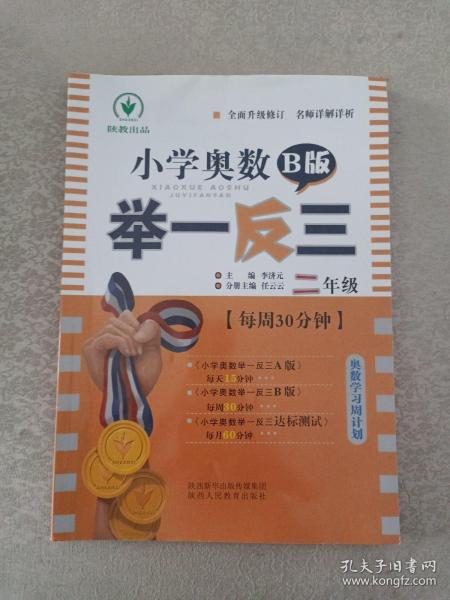 陕教出品
全面升级修订 名师详解详析
小学奥数B版
XIAOXUE AOSHU
JUYIFANSAN
举一反三
主 编 李济元
分册主编 任云云
二年级
【每周30分钟】
《小学奥数举一反三A版》
每天15分钟
《小学奥数举一反三B版》
每周30分钟
《小学奥数举一反三达标测试》
每月60分钟
奥数学习周计划
陕西新华出版传媒集团
陕西人民教育出版社
孔夫子旧书网
www.kongfz.com